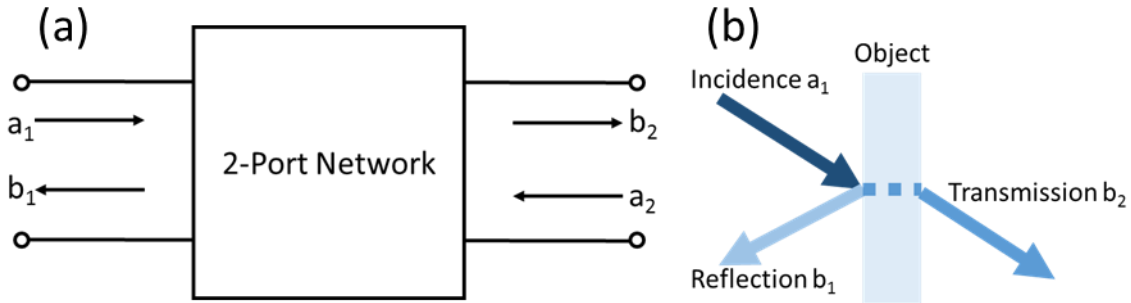 (a)
a₁
b₁
2-Port Network
b₂
a₂
(b)
Object
Incidence a₁
Transmission b₂
Reflection b₁